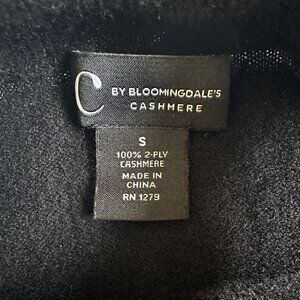 C BY BLOOMINGDALE'S
CASHMERE
S
100% 2-PLY
CASHMERE
MADE IN
CHINA
RN 1279